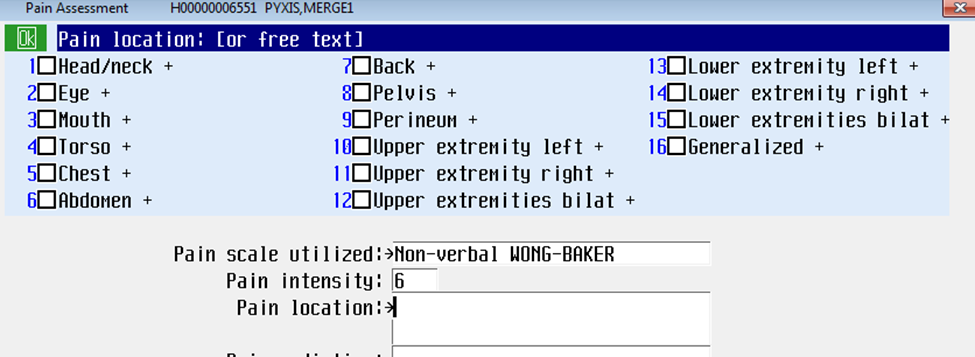 Pain Assessment H00000006551 PYXIS,MERGE1
Ok Pain location: [or free text]
1 Head/neck + 7 Back + 13 Lower extremity left +
2 Eye + 8 Pelvis + 14 Lower extremity right +
3 Mouth + 9 Perineum + 15 Lower extremities bilat +
4 Torso + 10 Upper extremity left + 16 Generalized +
5 Chest + 11 Upper extremity right +
6 Abdomen + 12 Upper extremities bilat +
Pain scale utilized:→Non-verbal WONG-BAKER
Pain intensity: 6
Pain location:→